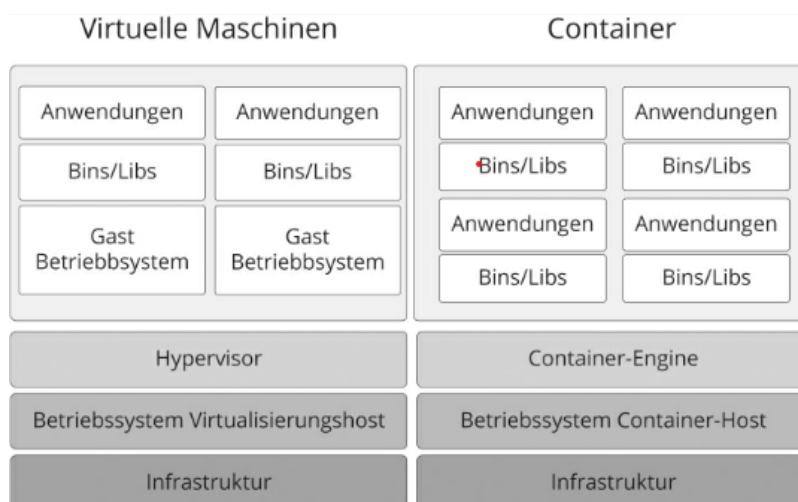 Virtuelle Maschinen
Container
Anwendungen
Anwendungen
Bins/Libs
Bins/Libs
Gast
Betriebbsystem
Gast
Betriebbsystem
Hypervisor
Betriebssystem Virtualisierungshost
Infrastruktur
Anwendungen
Anwendungen
Bins/Libs
Bins/Libs
Anwendungen
Anwendungen
Bins/Libs
Bins/Libs
Container-Engine
Betriebssystem Container-Host
Infrastruktur